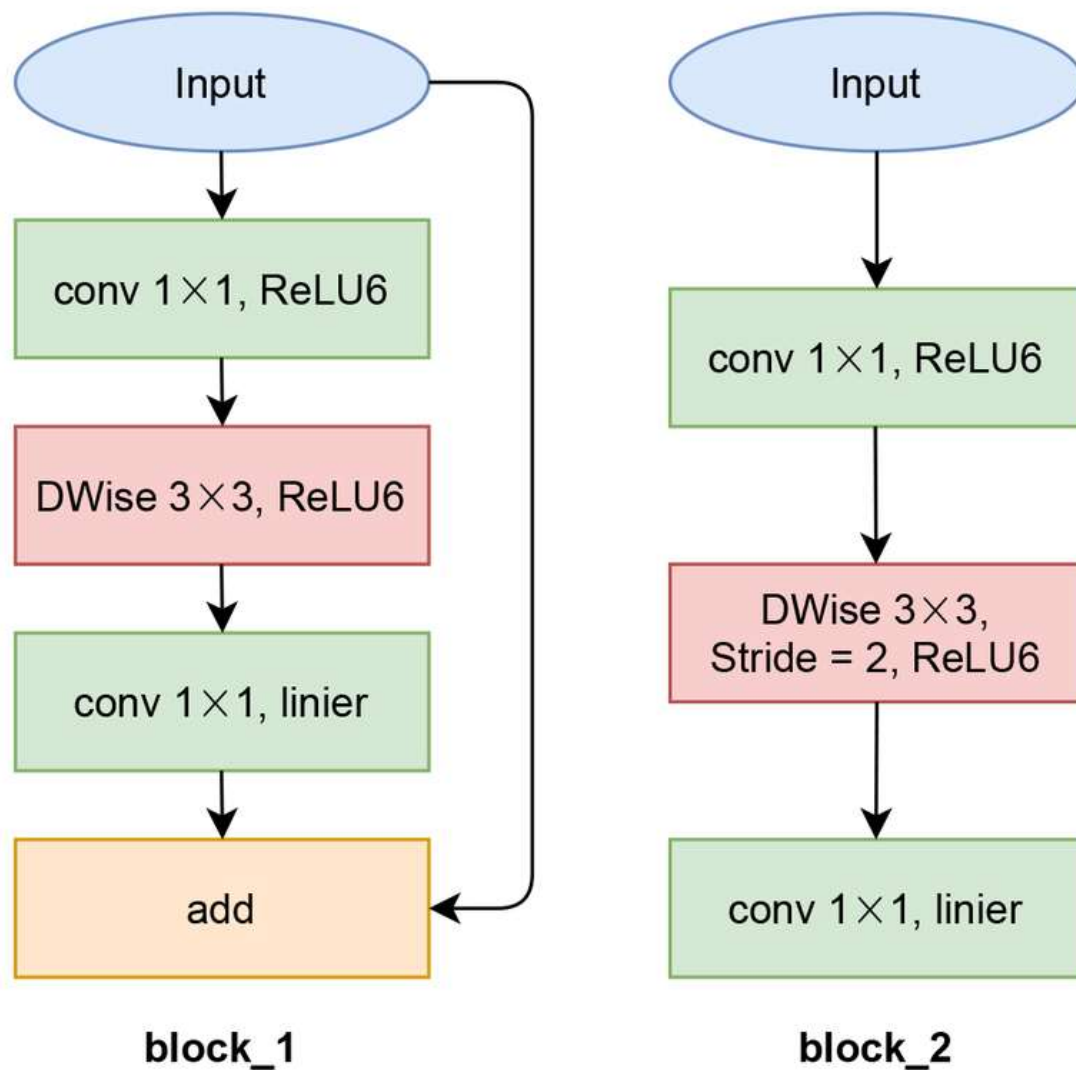 Input
conv 1×1, ReLU6
DWise 3×3, ReLU6
conv 1×1, linier
add
block_1
Input
conv 1×1, ReLU6
DWise 3×3,
Stride = 2, ReLU6
conv 1×1, linier
block_2